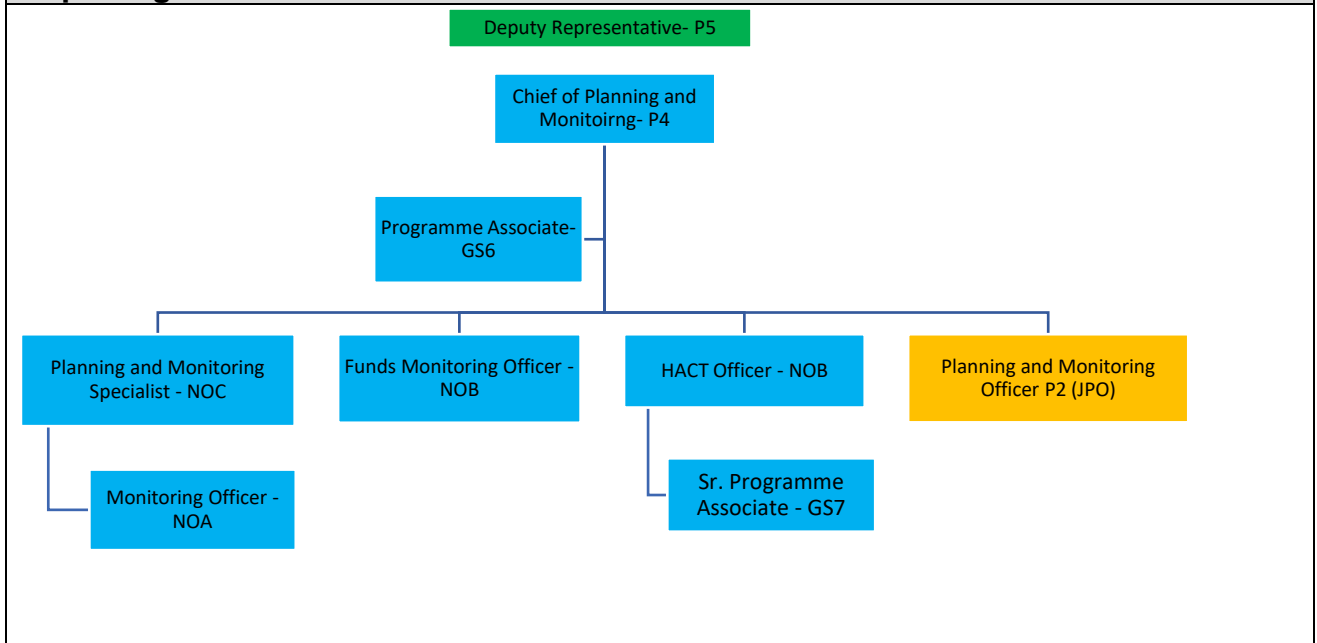 Deputy Representative- P5
Chief of Planning and
Monitoirng- P4
Programme Associate-
GS6
Planning and Monitoring
Specialist - NOC
Funds Monitoring Officer -
NOB
HACT Officer - NOB
Planning and Monitoring
Officer P2 (JPO)
Monitoring Officer -
NOA
Sr. Programme
Associate - GS7